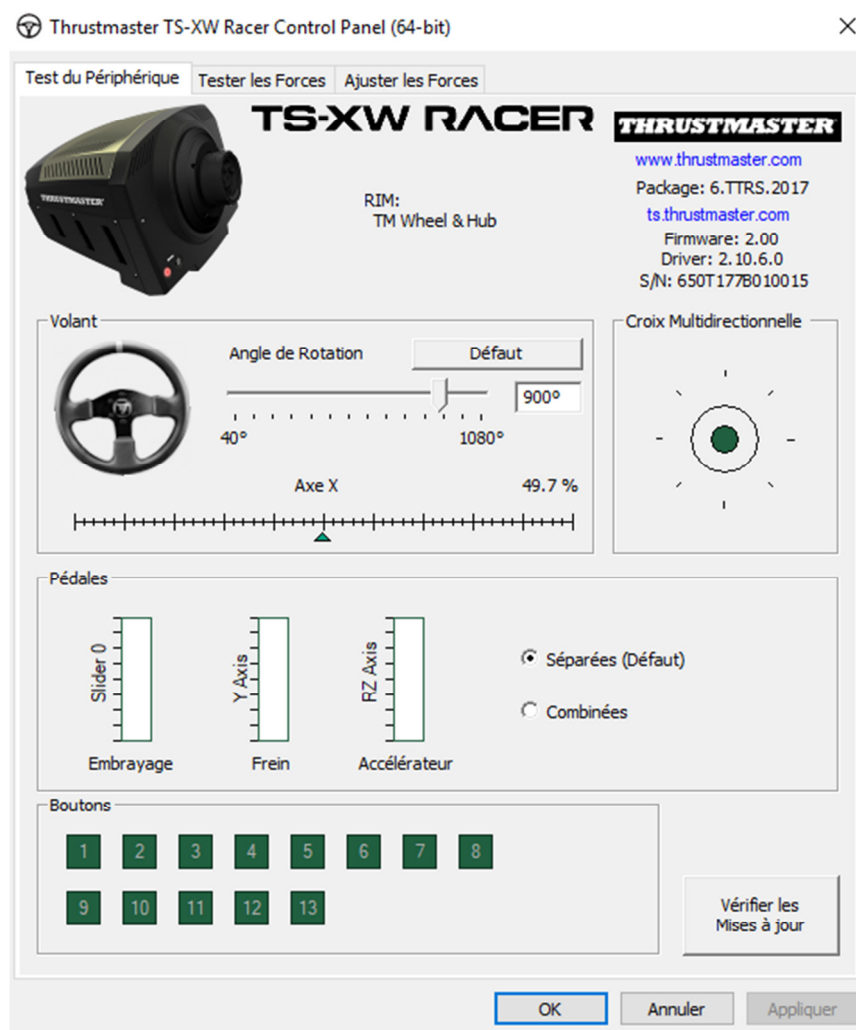 Thrustmaster TS-XW Racer Control Panel (64-bit)
Test du Périphérique Tester les Forces Ajuster les Forces
TS-XW RACER
THRUSTMASTER
THRUSTMASTER
www.thrustmaster.com
Package: 6.TTRS.2017
ts.thrustmaster.com
Firmware: 2.00
Driver: 2.10.6.0
S/N: 650T177B010015
RIM:
TM Wheel & Hub
Volant
Angle de Rotation
Défaut
900°
40° 1080°
Axe X 49.7 %
Croix Multidirectionnelle
Pédales
Slider 0
Embrayage
Y Axis
Frein
RZ Axis
Accélérateur
Séparées (Défaut)
Combinées
Boutons
1 2 3 4 5 6 7 8
9 10 11 12 13
Vérifier les
Mises à jour
OK Annuler Appliquer